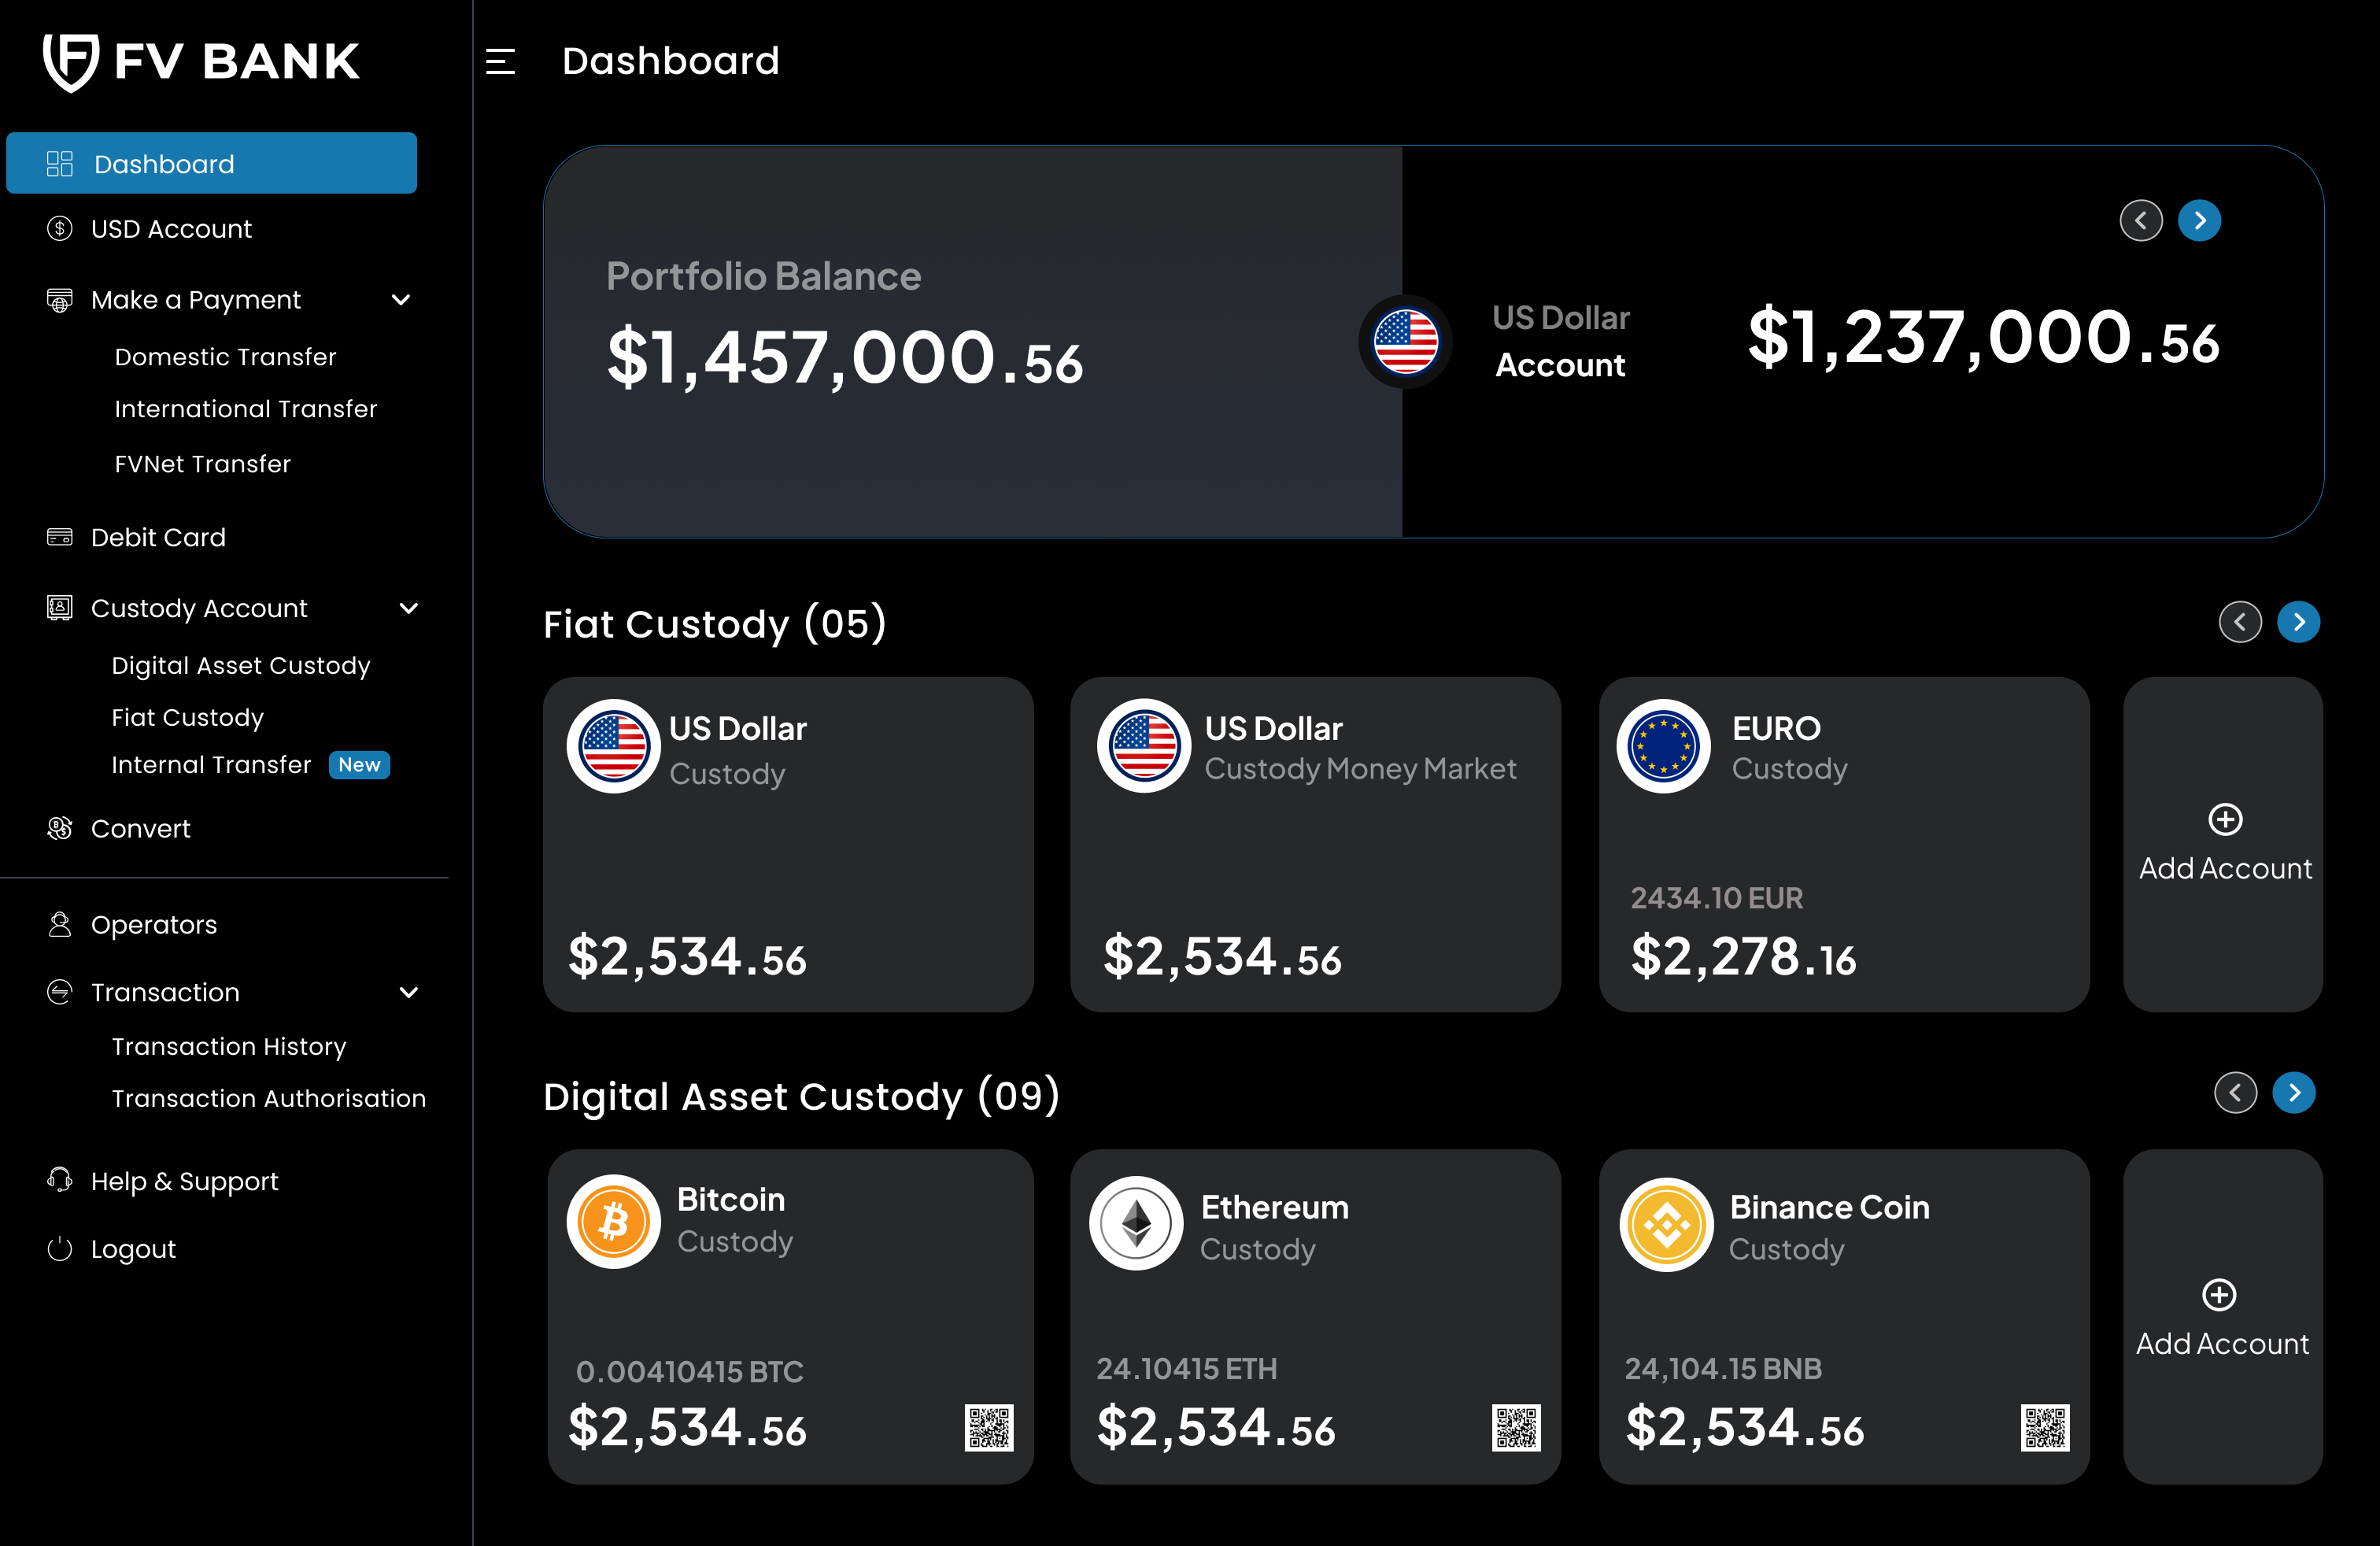 FV BANK
Dashboard
USD Account
Make a Payment
Domestic Transfer
International Transfer
FVNet Transfer
Debit Card
Custody Account
Digital Asset Custody
Fiat Custody
Internal Transfer New
Convert
Operators
Transaction
Transaction History
Transaction Authorisation
Help & Support
Logout
Dashboard
Portfolio Balance
$1,457,000.56
US Dollar
Account
$1,237,000.56
Fiat Custody (05)
US Dollar
Custody
$2,534.56
US Dollar
Custody Money Market
$2,534.56
EURO
Custody
2434.10 EUR
$2,278.16
Add Account
Digital Asset Custody (09)
Bitcoin
Custody
0.00410415 BTC
$2,534.56
Ethereum
Custody
24.10415 ETH
$2,534.56
Binance Coin
Custody
24,104.15 BNB
$2,534.56
Add Account